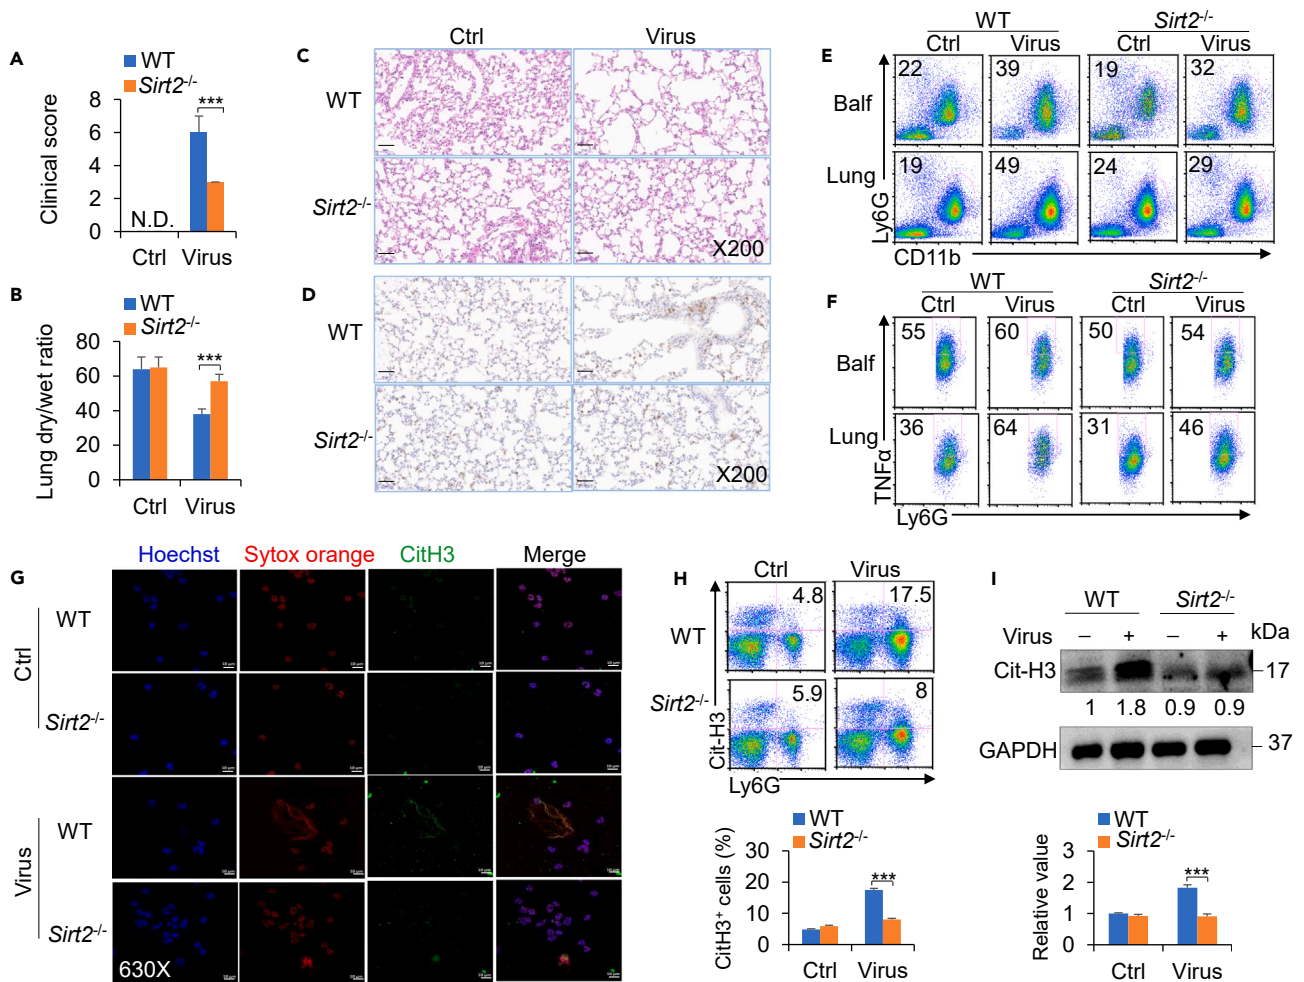 A
WT
Sirt2-/-
Clinical score
8
6
4
2
0
***
N.D.
Ctrl Virus
B
WT
Sirt2-/-
Lung dry/wet ratio
80
60
40
20
0
***
Ctrl Virus
C
Ctrl Virus
WT
Sirt2-/-
X200
D
WT
Sirt2-/-
X200
E
WT Sirt2-/-
Ctrl Virus Ctrl Virus
Balf
22 39 19 32
Lung
19 49 24 29
Ly6G
CD11b
F
WT Sirt2-/-
Ctrl Virus Ctrl Virus
Balf
55 60 50 54
Lung
36 64 31 46
TNFα
Ly6G
G
Hoechst Sytox orange CitH3 Merge
Ctrl
WT
Sirt2-/-
Virus
WT
Sirt2-/-
630X
H
Ctrl Virus
WT
4.8 17.5
Sirt2-/-
5.9 8
Cit-H3
Ly6G
WT
Sirt2-/-
CitH3+ cells (%)
30
20
10
0
***
Ctrl Virus
I
WT Sirt2-/-
Virus – + – + kDa
Cit-H3 17
1 1.8 0.9 0.9
GAPDH 37
WT
Sirt2-/-
Relative value
3
2
1
0
***
Ctrl Virus